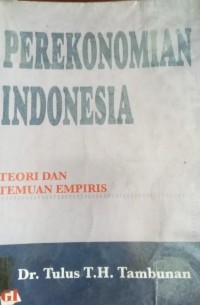 PEREKONOMIAN
INDONESIA
TEORI DAN
TEMUAN EMPIRIS
Dr. Tulus T.H. Tambunan